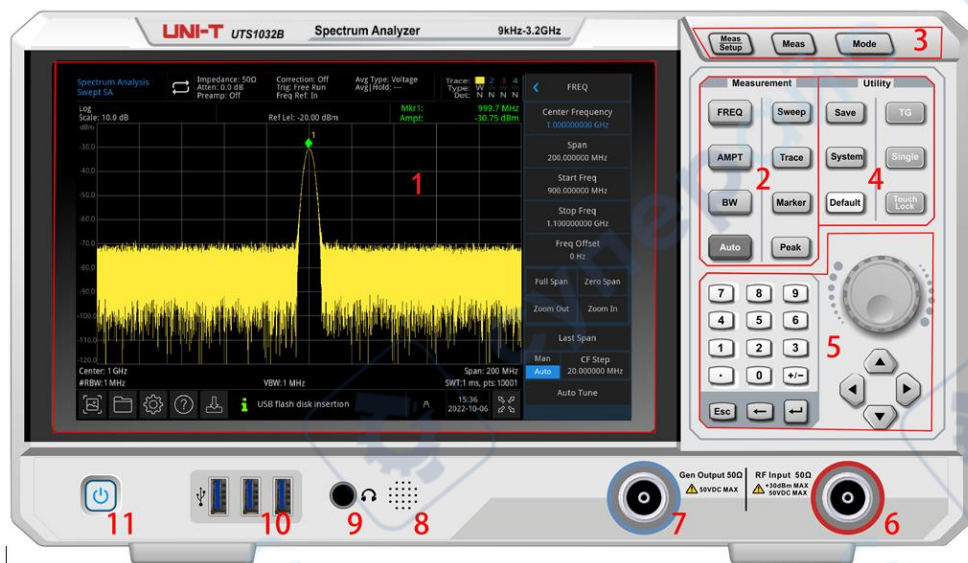 UNI-T UTS1032B Spectrum Analyzer 9kHz-3.2GHz
Meas Setup Meas Mode 3
Spectrum Analysis
Swept SA
Impedance: 50Ω Correction: Off Avg Type: Voltage Trace: 1 2 3 4
Atten: 0.0 dB Trig: Free Run Avg|Hold: --- Type: W W W W
Preamp: Off Freq Ref: In Det: N N N N
Log
Scale: 10.0 dB Ref Lel: -20.00 dBm
Mkr1: 999.7 MHz
Ampt: -30.75 dBm
dBm
1
-30.0
-40.0
-50.0
-60.0
-70.0
-80.0
-90.0
-100.0
-110.0
-120.0
1
Center: 1 GHz Span: 200 MHz
#RBW: 1 MHz VBW: 1 MHz SWT: 1 ms, pts: 10001
USB flash disk insertion
15:36
2022-10-06
FREQ
Center Frequency
1.000000000 GHz
Span
200.000000 MHz
Start Freq
900.000000 MHz
Stop Freq
1.100000000 GHz
Freq Offset
0 Hz
Full Span Zero Span
Zoom Out Zoom In
Last Span
Man CF Step
Auto 20.000000 MHz
Auto Tune
Measurement Utility
FREQ Sweep Save TG
AMPT Trace System Single
2 4
BW Marker Default Touch Lock
Auto Peak
7 8 9
4 5 6
1 2 3
. 0 +/-
5
Esc
Gen Output 50Ω
50VDC MAX
RF Input 50Ω
+30dBm MAX
50VDC MAX
11 10 9 8 7 6